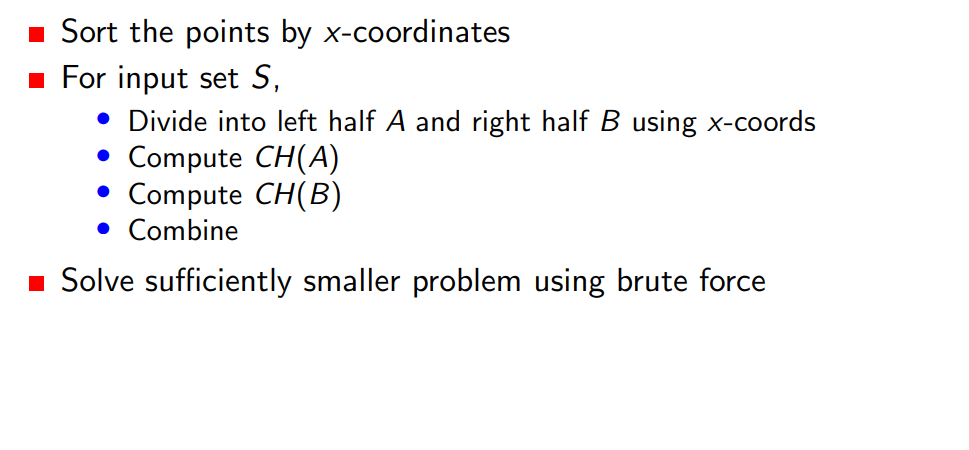 Sort the points by x-coordinates
For input set S,
Divide into left half A and right half B using x-coords
Compute CH(A)
Compute CH(B)
Combine
Solve sufficiently smaller problem using brute force